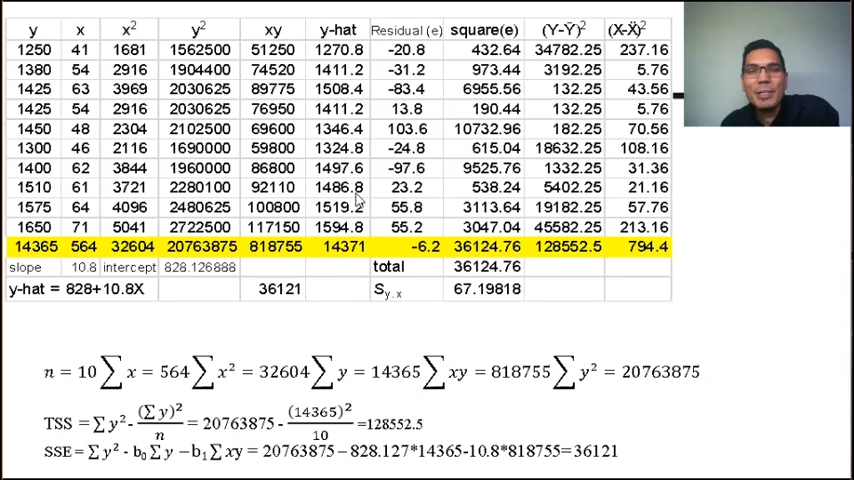 y x x² y² xy y-hat Residual (e) square(e) (Y-Ȳ)² (X-Ẍ)²
1250 41 1681 1562500 51250 1270.8 -20.8 432.64 34782.25 237.16
1380 54 2916 1904400 74520 1411.2 -31.2 973.44 3192.25 5.76
1425 63 3969 2030625 89775 1508.4 -83.4 6955.56 132.25 43.56
1425 54 2916 2030625 76950 1411.2 13.8 190.44 132.25 5.76
1450 48 2304 2102500 69600 1346.4 103.6 10732.96 182.25 70.56
1300 46 2116 1690000 59800 1324.8 -24.8 615.04 18632.25 108.16
1400 62 3844 1960000 86800 1497.6 -97.6 9525.76 1332.25 31.36
1510 61 3721 2280100 92110 1486.8 23.2 538.24 5402.25 21.16
1575 64 4096 2480625 100800 1519.2 55.8 3113.64 19182.25 57.76
1650 71 5041 2722500 117150 1594.8 55.2 3047.04 45582.25 213.16
14365 564 32604 20763875 818755 14371 -6.2 36124.76 128552.5 794.4
slope 10.8 intercept 828.126888 total 36124.76
y-hat = 828+10.8X 36121 S y.x 67.19818
n = 10 ∑ x = 564 ∑ x² = 32604 ∑ y = 14365 ∑ xy = 818755 ∑ y² = 20763875
TSS = ∑ y² - (∑ y)²/n = 20763875 - (14365)²/10 =128552.5
SSE = ∑ y² - b₀ ∑ y − b₁ ∑ xy = 20763875 − 828.127*14365-10.8*818755=36121